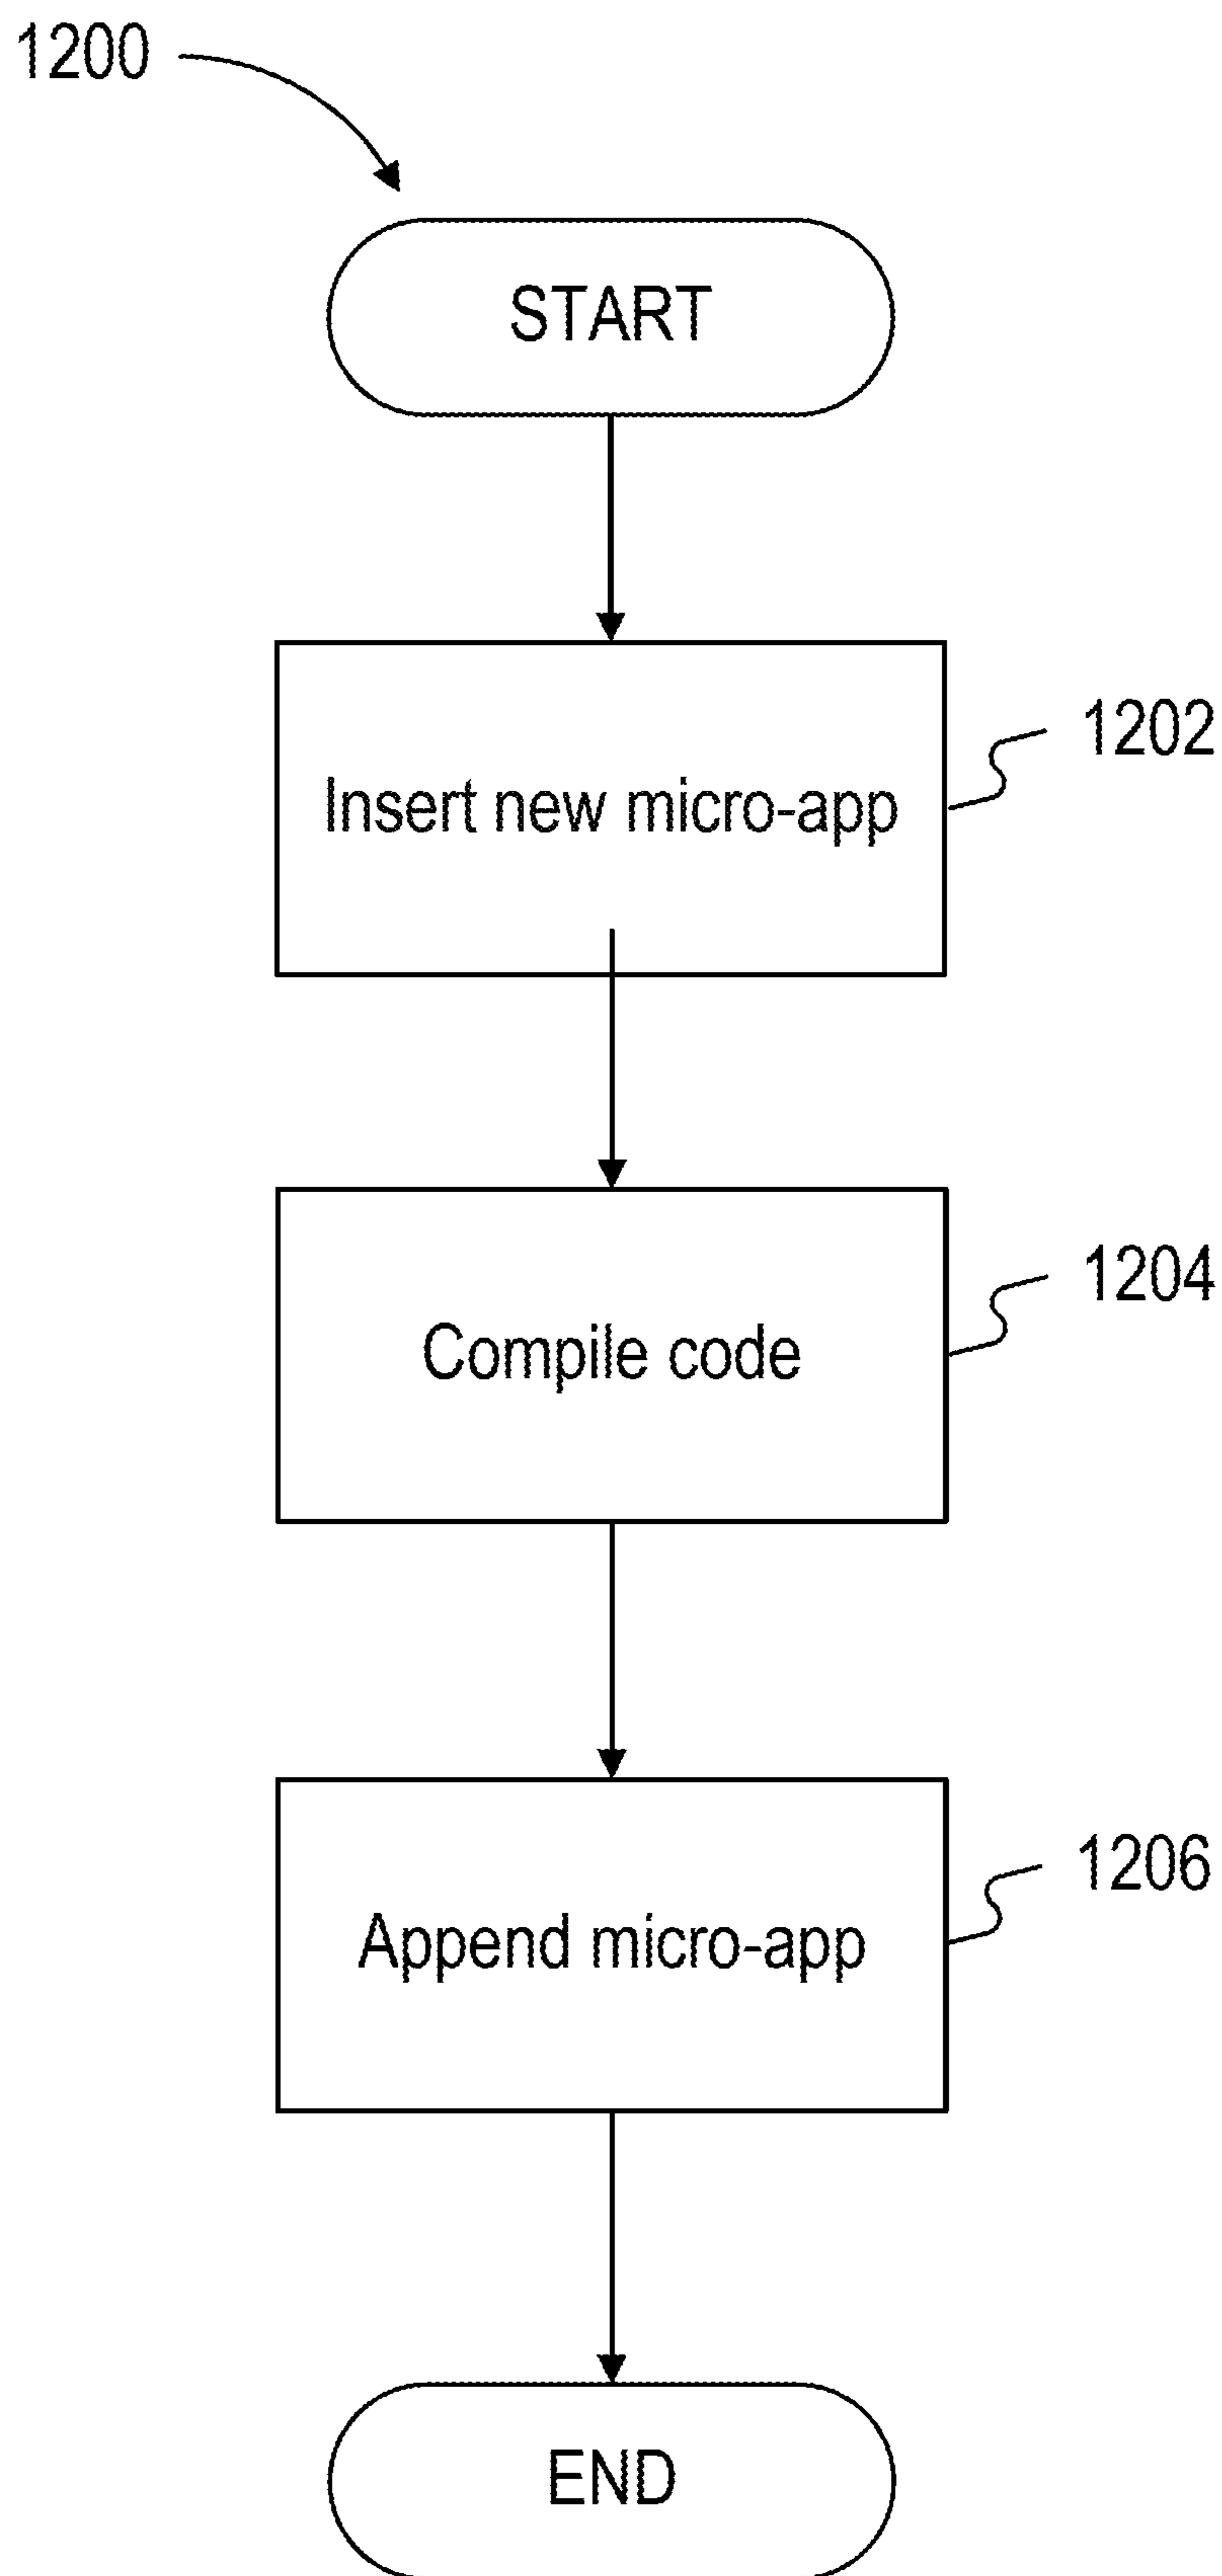 1200
START
Insert new micro-app
1202
Compile code
1204
Append micro-app
1206
END